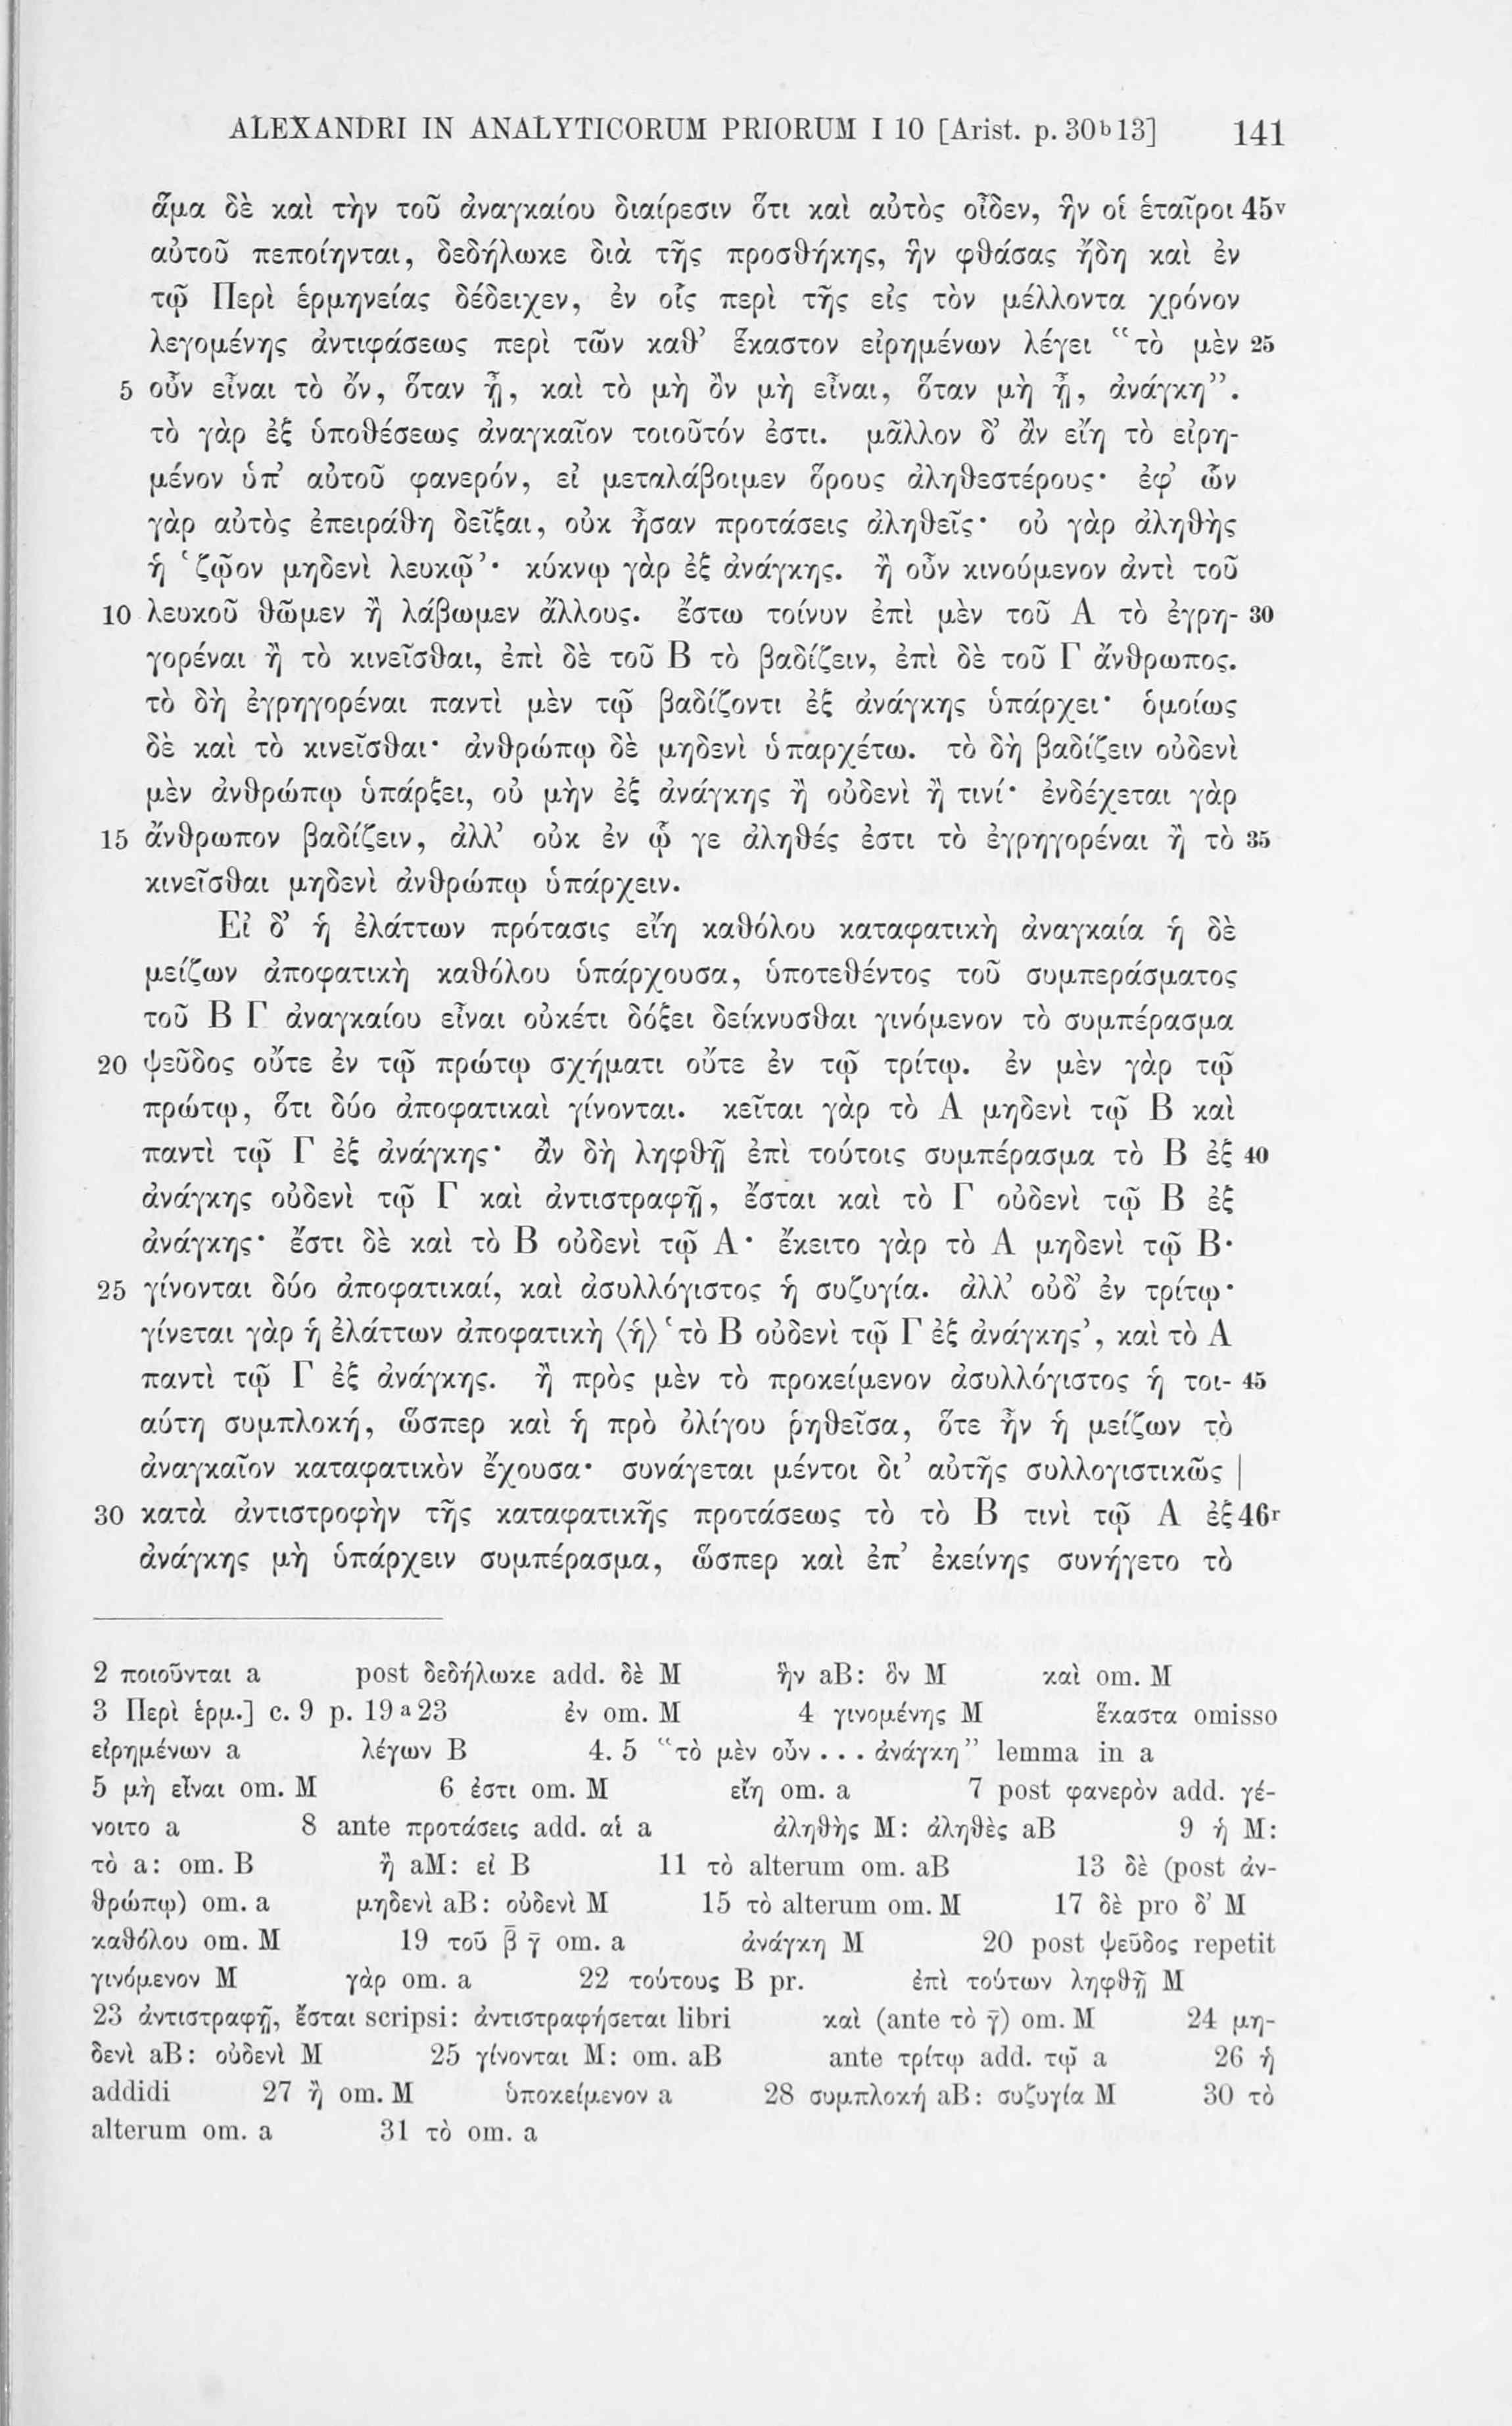 ALEXANDRI IN ANALYTICORUM PRIORUM I 10 [Arist. p. 30b13] 141
ἅμα δὲ καὶ τὴν τοῦ ἀναγκαίου διαίρεσιν ὅτι καὶ αὐτὸς οἶδεν, ἣν οἱ ἑταῖροι 45v
αὐτοῦ πεποίηνται, δεδήλωκε διὰ τῆς προσθήκης, ἣν φθάσας ἤδη καὶ ἐν
τῷ Περὶ ἑρμηνείας δέδειχεν, ἐν οἷς περὶ τῆς εἰς τὸν μέλλοντα χρόνον
λεγομένης ἀντιφάσεως περὶ τῶν καθ’ ἕκαστον εἰρημένων λέγει “τὸ μὲν 25
5 οὖν εἶναι τὸ ὄν, ὅταν ᾖ, καὶ τὸ μὴ ὂν μὴ εἶναι, ὅταν μὴ ᾖ, ἀνάγκη”.
τὸ γὰρ ἐξ ὑποθέσεως ἀναγκαῖον τοιοῦτόν ἐστι. μᾶλλον δ’ ἂν εἴη τὸ εἰρη-
μένον ὑπ’ αὐτοῦ φανερόν, εἰ μεταλάβοιμεν ὅρους ἀληθεστέρους· ἐφ’ ὧν
γὰρ αὐτὸς ἐπειράθη δεῖξαι, οὐκ ἦσαν προτάσεις ἀληθεῖς· οὐ γὰρ ἀληθὴς
ἡ ‘ζῷον μηδενὶ λευκῷ’· κύκνῳ γὰρ ἐξ ἀνάγκης. ἢ οὖν κινούμενον ἀντὶ τοῦ
10 λευκοῦ θῶμεν ἢ λάβωμεν ἄλλους. ἔστω τοίνυν ἐπὶ μὲν τοῦ Α τὸ ἐγρη- 30
γορέναι ἢ τὸ κινεῖσθαι, ἐπὶ δὲ τοῦ Β τὸ βαδίζειν, ἐπὶ δὲ τοῦ Γ ἄνθρωπος.
τὸ δὴ ἐγρηγορέναι παντὶ μὲν τῷ βαδίζοντι ἐξ ἀνάγκης ὑπάρχει· ὁμοίως
δὲ καὶ τὸ κινεῖσθαι· ἀνθρώπῳ δὲ μηδενὶ ὑπαρχέτω. τὸ δὴ βαδίζειν οὐδενὶ
μὲν ἀνθρώπῳ ὑπάρξει, οὐ μὴν ἐξ ἀνάγκης ἢ οὐδενὶ ἢ τινί· ἐνδέχεται γὰρ
15 ἄνθρωπον βαδίζειν, ἀλλ’ οὐκ ἐν ᾧ γε ἀληθές ἐστι τὸ ἐγρηγορέναι ἢ τὸ 35
κινεῖσθαι μηδενὶ ἀνθρώπῳ ὑπάρχειν.
Εἰ δ’ ἡ ἐλάττων πρότασις εἴη καθόλου καταφατικὴ ἀναγκαία ἡ δὲ
μείζων ἀποφατικὴ καθόλου ὑπάρχουσα, ὑποτεθέντος τοῦ συμπεράσματος
τοῦ Β Γ ἀναγκαίου εἶναι οὐκέτι δόξει δείκνυσθαι γινόμενον τὸ συμπέρασμα
20 ψεῦδος οὔτε ἐν τῷ πρώτῳ σχήματι οὔτε ἐν τῷ τρίτῳ. ἐν μὲν γὰρ τῷ
πρώτῳ, ὅτι δύο ἀποφατικαὶ γίνονται. κεῖται γὰρ τὸ Α μηδενὶ τῷ Β καὶ
παντὶ τῷ Γ ἐξ ἀνάγκης· ἂν δὴ ληφθῇ ἐπὶ τούτοις συμπέρασμα τὸ Β ἐξ 40
ἀνάγκης οὐδενὶ τῷ Γ καὶ ἀντιστραφῇ, ἔσται καὶ τὸ Γ οὐδενὶ τῷ Β ἐξ
ἀνάγκης· ἔστι δὲ καὶ τὸ Β οὐδενὶ τῷ Α· ἔκειτο γὰρ τὸ Α μηδενὶ τῷ Β·
25 γίνονται δύο ἀποφατικαί, καὶ ἀσυλλόγιστος ἡ συζυγία. ἀλλ’ οὐδ’ ἐν τρίτῳ·
γίνεται γὰρ ἡ ἐλάττων ἀποφατικὴ ⟨ἡ⟩ ‘τὸ Β οὐδενὶ τῷ Γ ἐξ ἀνάγκης’, καὶ τὸ Α
παντὶ τῷ Γ ἐξ ἀνάγκης. ἢ πρὸς μὲν τὸ προκείμενον ἀσυλλόγιστος ἡ τοι- 45
αύτη συμπλοκή, ὥσπερ καὶ ἡ πρὸ ὀλίγου ῥηθεῖσα, ὅτε ἦν ἡ μείζων τὸ
ἀναγκαῖον καταφατικὸν ἔχουσα· συνάγεται μέντοι δι’ αὐτῆς συλλογιστικῶς |
30 κατὰ ἀντιστροφὴν τῆς καταφατικῆς προτάσεως τὸ τὸ Β τινὶ τῷ Α ἐξ 46r
ἀνάγκης μὴ ὑπάρχειν συμπέρασμα, ὥσπερ καὶ ἐπ’ ἐκείνης συνήγετο τὸ
2 ποιοῦνται a post δεδήλωκε add. δὲ M ἣν aB: ὃν M καὶ om. M
3 Περὶ ἑρμ.] c. 9 p. 19a23 ἐν om. M 4 γινομένης M ἕκαστα omisso
εἰρημένων a λέγων B 4. 5 “τὸ μὲν οὖν . . . ἀνάγκη” lemma in a
5 μὴ εἶναι om. M 6 ἐστι om. M εἴη om. a 7 post φανερὸν add. γέ-
νοιτο a 8 ante προτάσεις add. αἱ a ἀληθὴς M: ἀληθὲς aB 9 ἡ M:
τὸ a: om. B ἢ aM: εἰ B 11 τὸ alterum om. aB 13 δὲ (post ἀν-
θρώπῳ) om. a μηδενὶ aB: οὐδενὶ M 15 τὸ alterum om. M 17 δὲ pro δ’ M
καθόλου om. M 19 τοῦ β̄ γ̄ om. a ἀνάγκη M 20 post ψεῦδος repetit
γινόμενον M γὰρ om. a 22 τούτους B pr. ἐπὶ τούτων ληφθῇ M
23 ἀντιστραφῇ, ἔσται scripsi: ἀντιστραφήσεται libri καὶ (ante τὸ γ̄) om. M 24 μη-
δενὶ aB: οὐδενὶ M 25 γίνονται M: om. aB ante τρίτῳ add. τῷ a 26 ἡ
addidi 27 ἢ om. M ὑποκείμενον a 28 συμπλοκή aB: συζυγία M 30 τὸ
alterum om. a 31 τὸ om. a